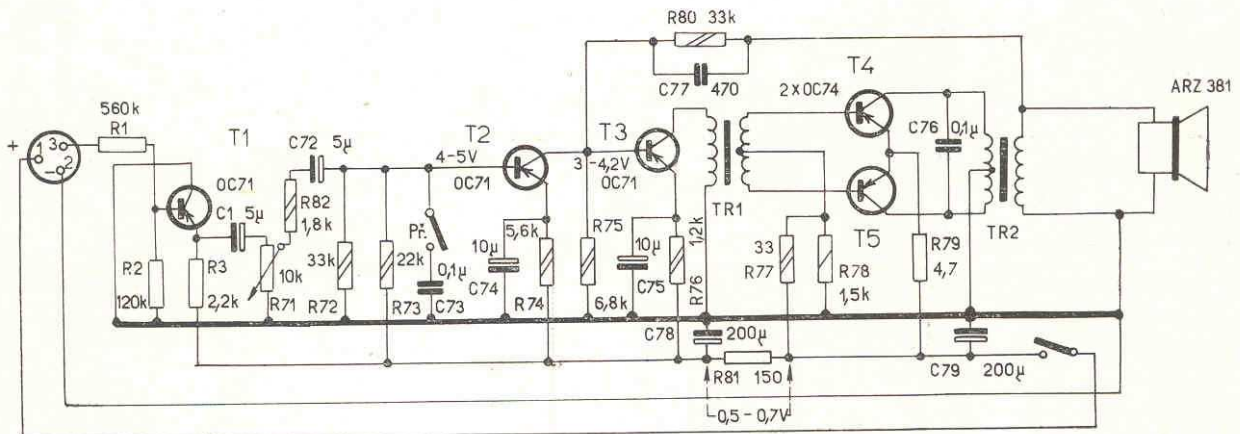 R80 33k
C77 470
T4
2 X OC74
ARZ 381
560k
R1
+ 1 3 2 −
T1
C72 5µ
T2
T3
C76 0,1µ
4-5V
OC71
3-4,2V
OC71
OC71
R82
1,8k
C1 5µ
TR1
TR2
T5
Př.
R2
120k
R3
2,2k
10k
R71
33k
R72
22k
R73
0,1µ
C73
10µ
C74
5,6k
R74
R75
6,8k
10µ
C75
1,2k
R76
33
R77
R78
1,5k
R79
4,7
C78
200µ
R81 150
C79
200µ
0,5-0,7V